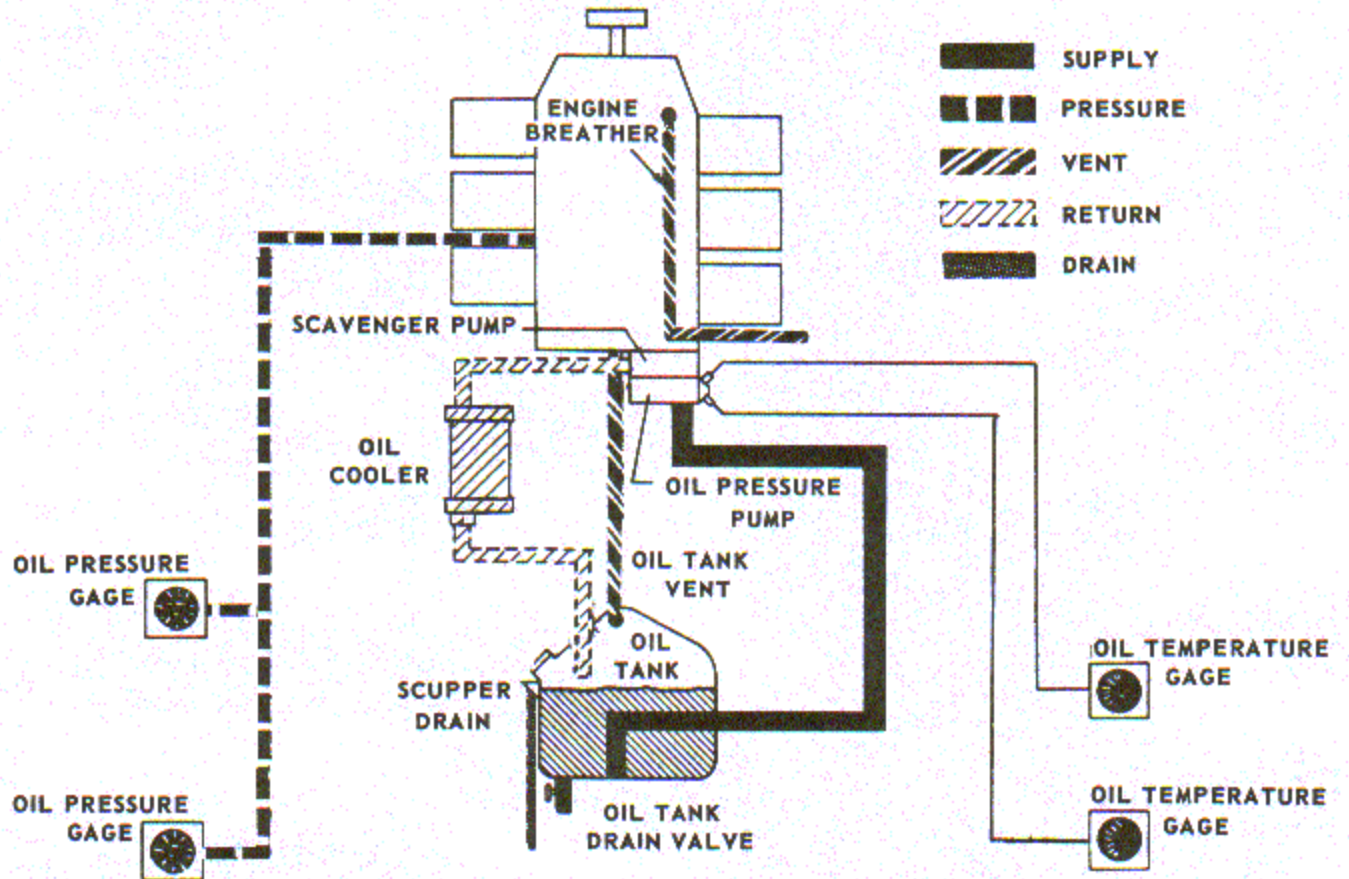 ENGINE
BREATHER
SUPPLY
PRESSURE
VENT
RETURN
DRAIN
SCAVENGER PUMP
OIL
COOLER
OIL PRESSURE
PUMP
OIL TANK
VENT
OIL PRESSURE
GAGE
OIL
TANK
SCUPPER
DRAIN
OIL TEMPERATURE
GAGE
OIL PRESSURE
GAGE
OIL TANK
DRAIN VALVE
OIL TEMPERATURE
GAGE